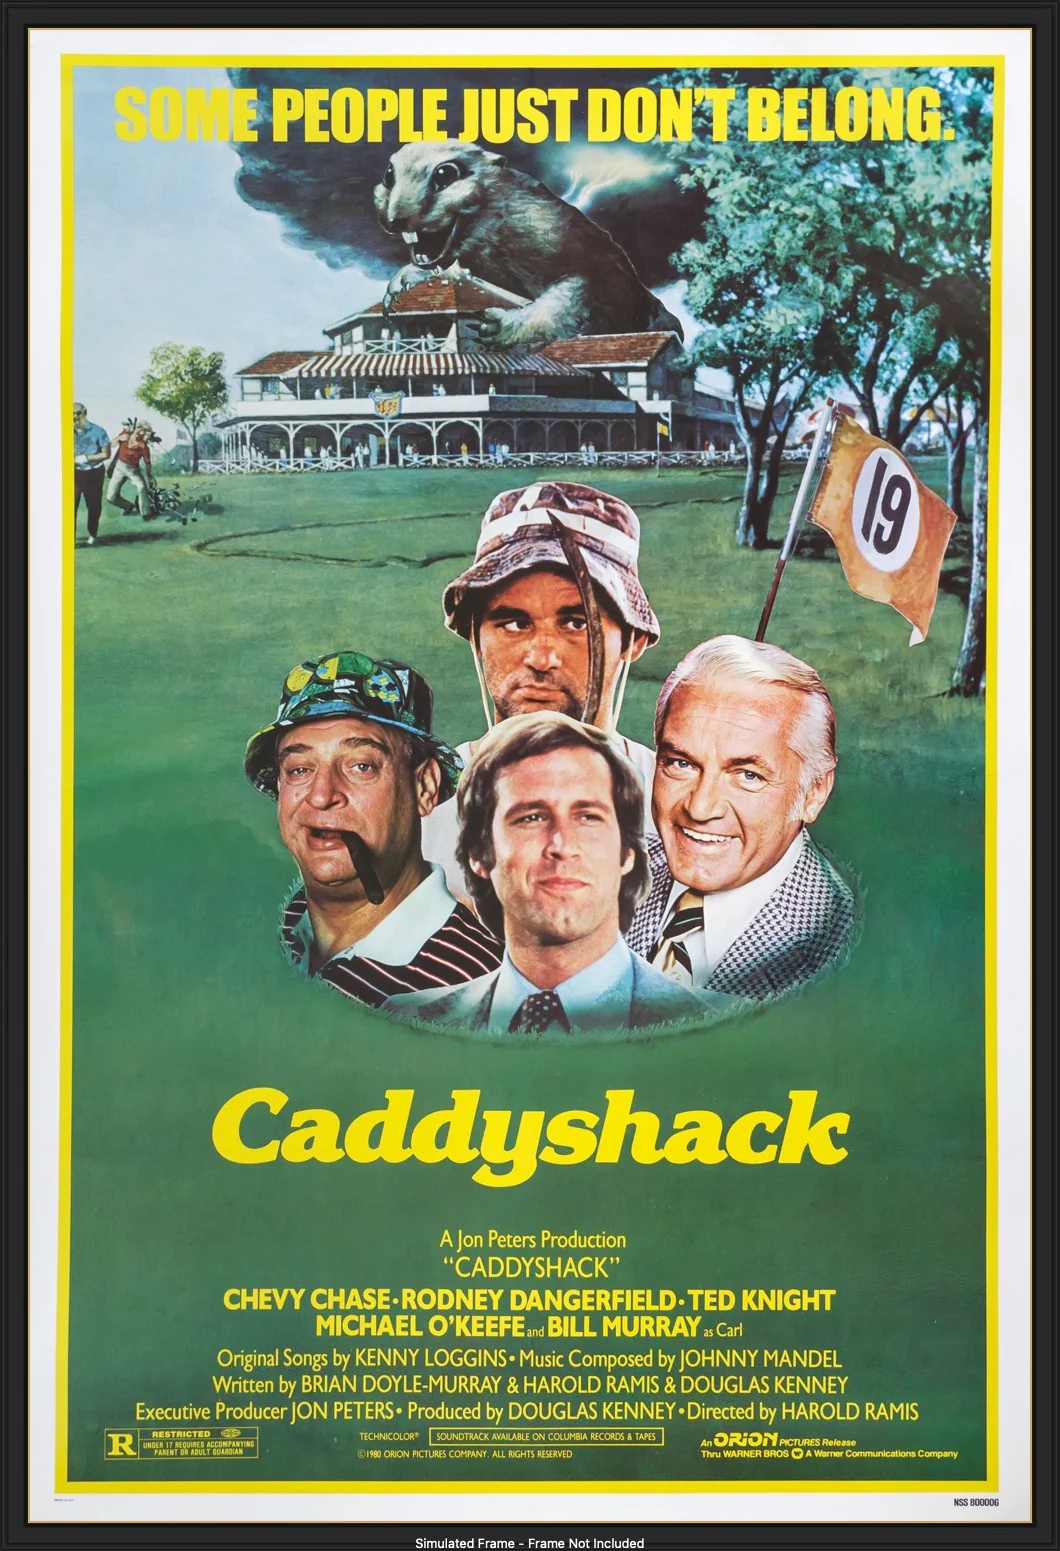 SOME PEOPLE JUST DON'T BELONG.
19
Caddyshack
A Jon Peters Production
“CADDYSHACK”
CHEVY CHASE•RODNEY DANGERFIELD•TED KNIGHT
MICHAEL O'KEEFE and BILL MURRAY as Carl
Original Songs by KENNY LOGGINS• Music Composed by JOHNNY MANDEL
Written by BRIAN DOYLE-MURRAY & HAROLD RAMIS & DOUGLAS KENNEY
Executive Producer JON PETERS• Produced by DOUGLAS KENNEY•Directed by HAROLD RAMIS
R RESTRICTED
UNDER 17 REQUIRES ACCOMPANYING
PARENT OR ADULT GUARDIAN
TECHNICOLOR® SOUNDTRACK AVAILABLE ON COLUMBIA RECORDS & TAPES
©1980 ORION PICTURES COMPANY. ALL RIGHTS RESERVED
An ORION PICTURES Release
Thru WARNER BROS A Warner Communications Company
NSS 800006
Simulated Frame - Frame Not Included